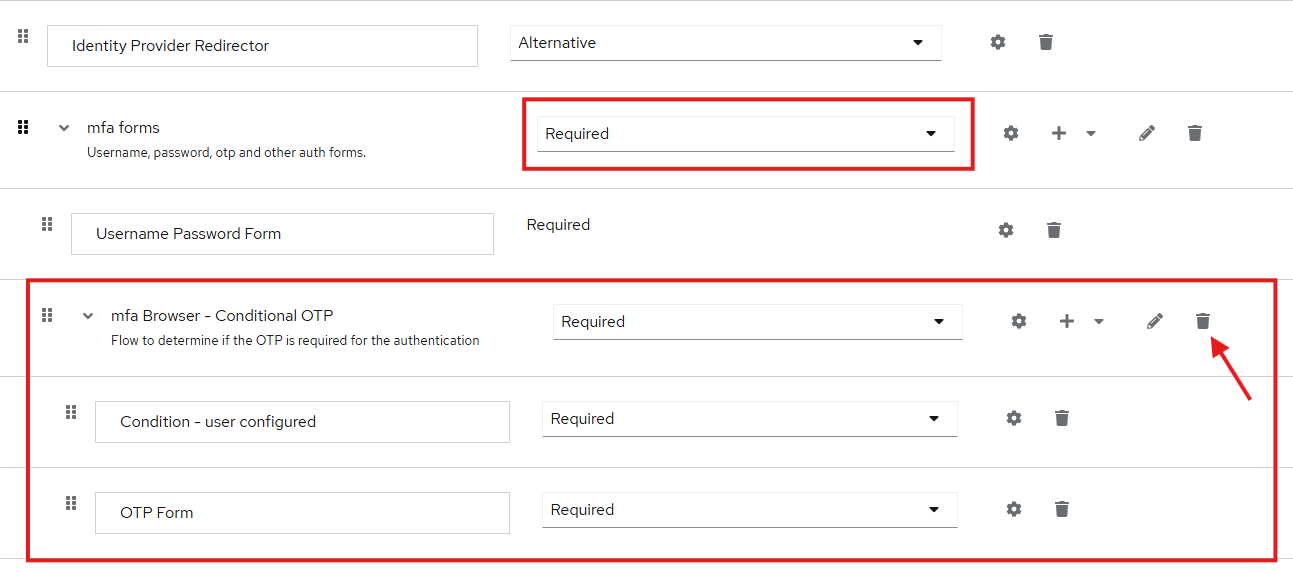 Identity Provider Redirector
Alternative
mfa forms
Required
Username, password, otp and other auth forms.
Username Password Form
Required
mfa Browser - Conditional OTP
Required
Flow to determine if the OTP is required for the authentication
Condition - user configured
Required
OTP Form
Required